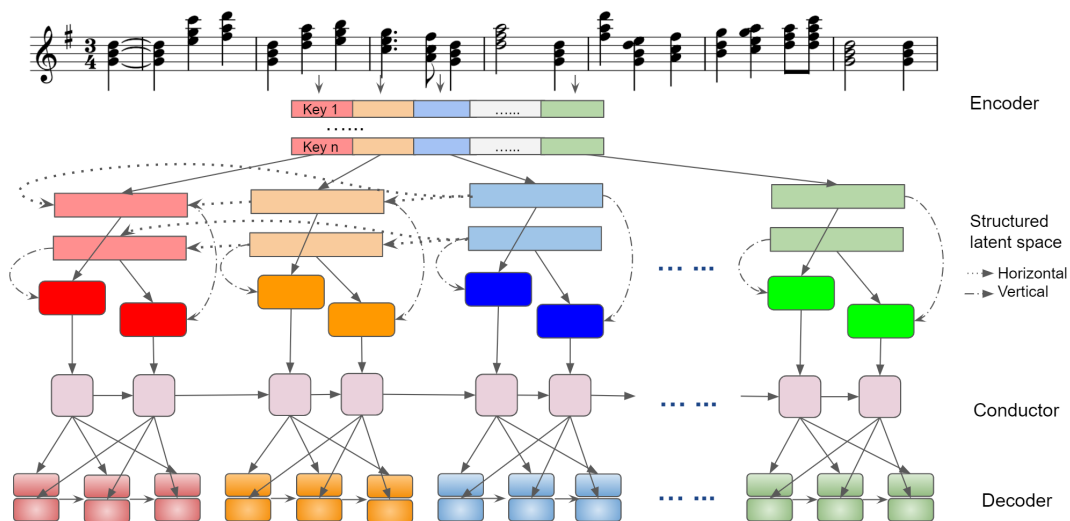 3
4
Key 1
…...
Encoder
…...
Key n
…...
Structured
latent space
Horizontal
Vertical
... ...
... ...
Conductor
... ...
Decoder